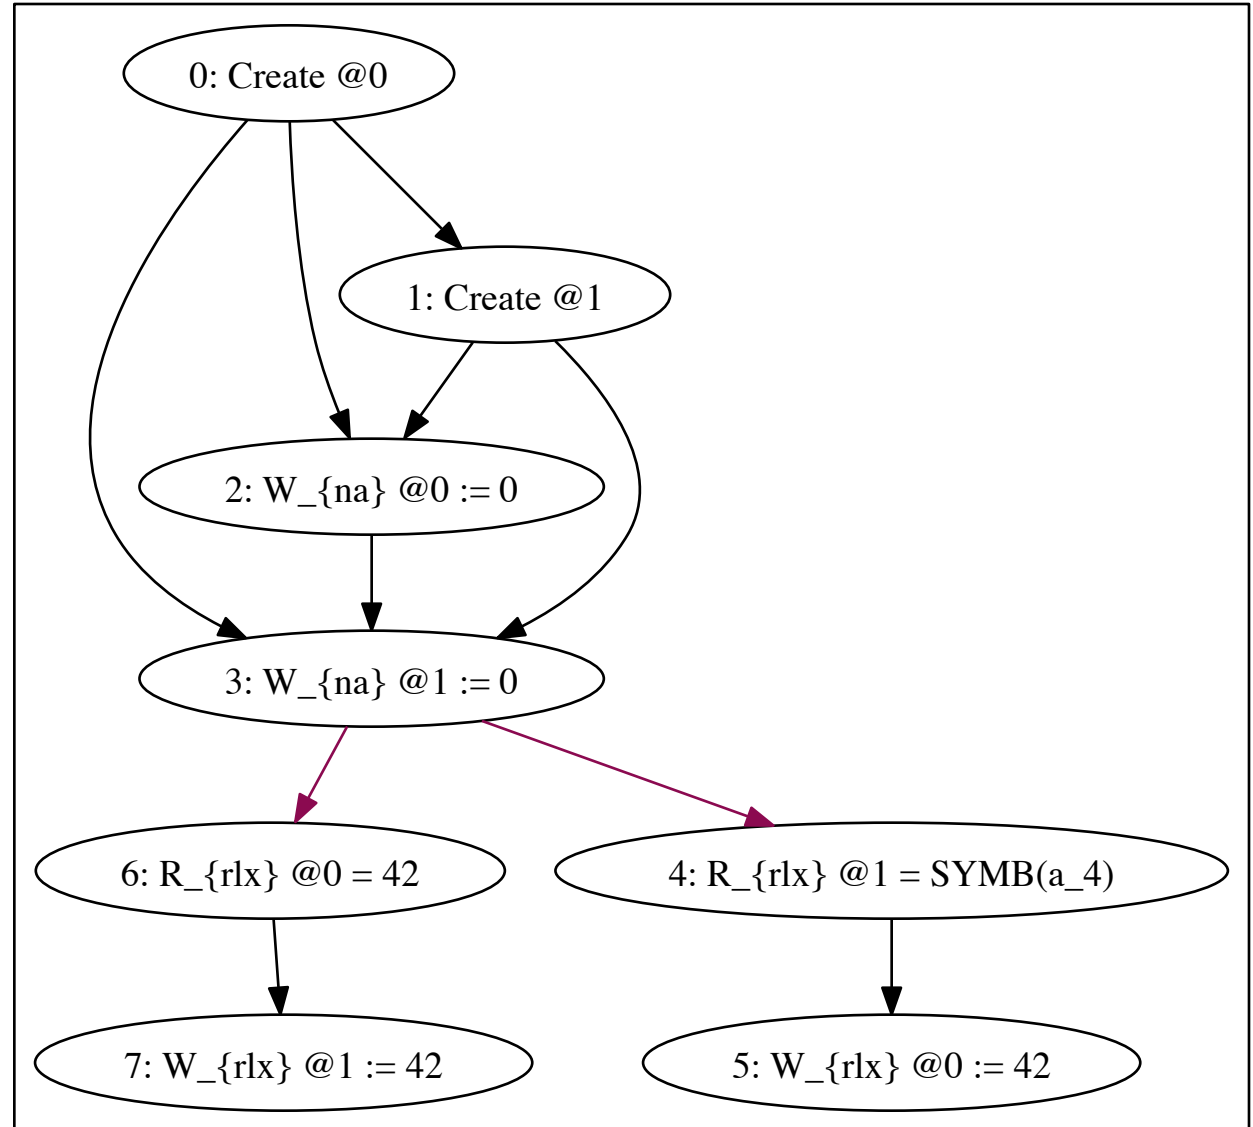 0: Create @0
1: Create @1
2: W_{na} @0 := 0
3: W_{na} @1 := 0
6: R_{rlx} @0 = 42
4: R_{rlx} @1 = SYMB(a_4)
7: W_{rlx} @1 := 42
5: W_{rlx} @0 := 42